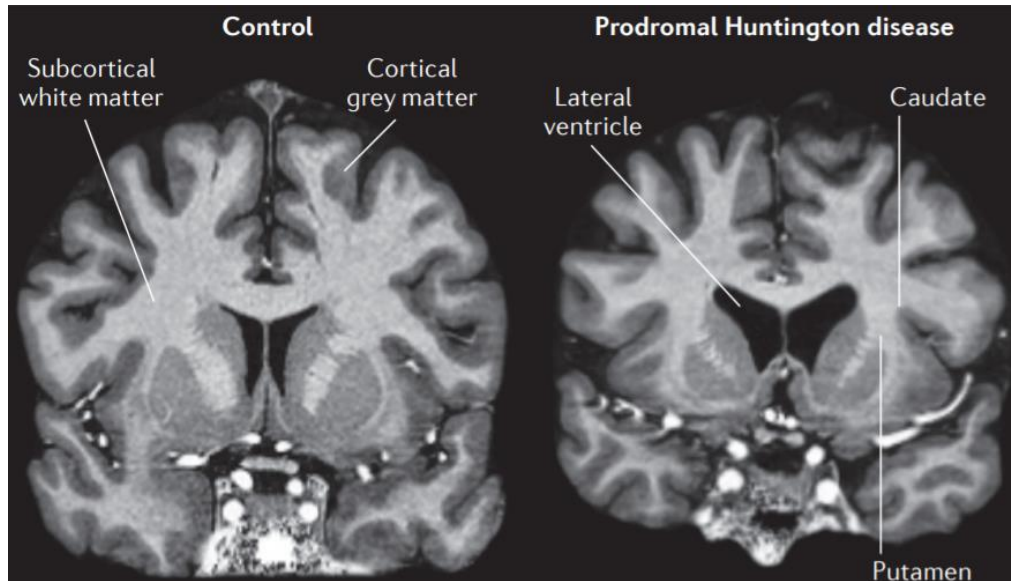 Control
Prodromal Huntington disease
Subcortical
white matter
Cortical
grey matter
Lateral
ventricle
Caudate
Putamen